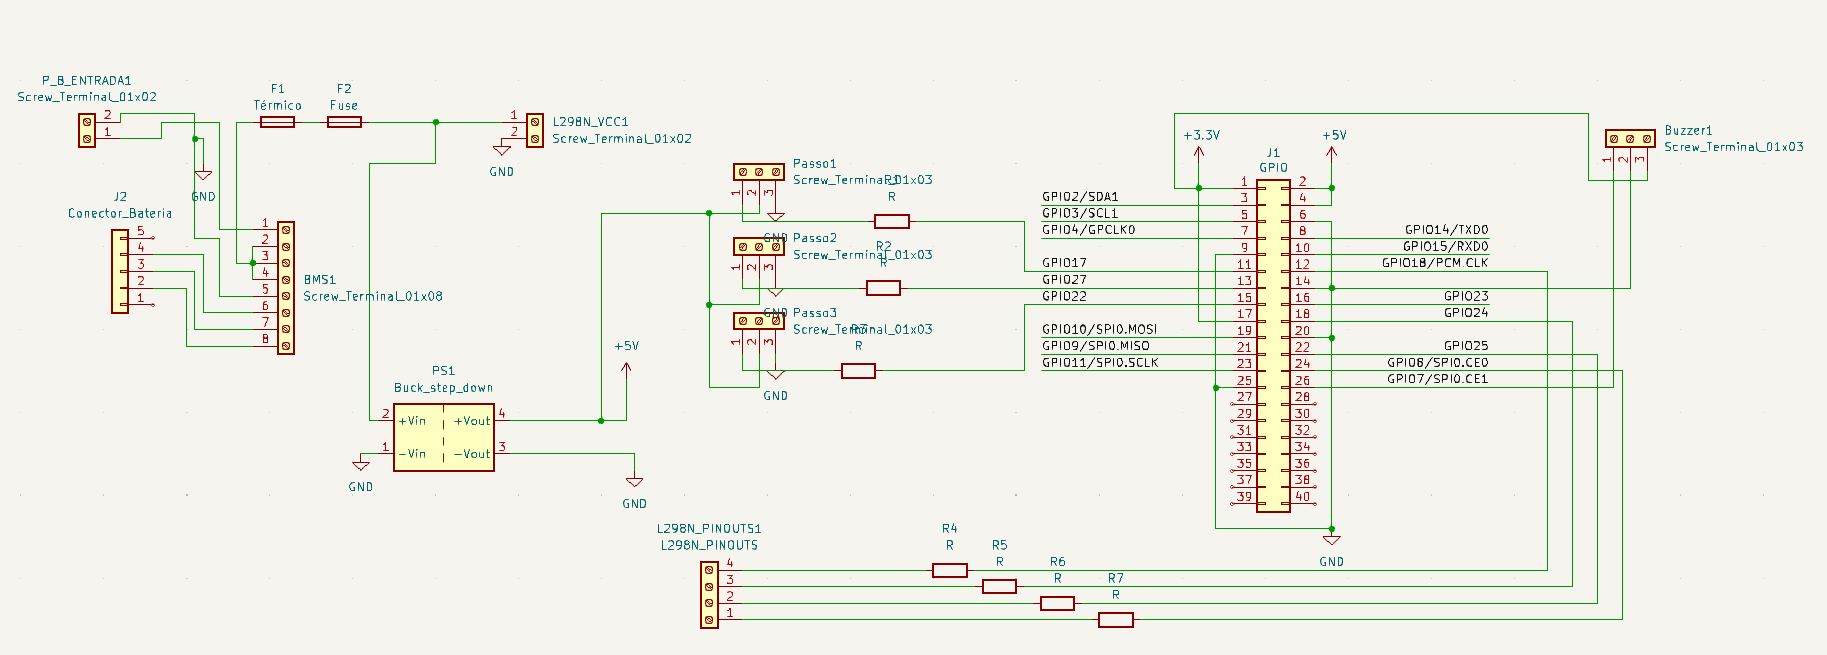 P_B_ENTRADA1
Screw_Terminal_01x02
2
1
GND
F1
Térmico
F2
Fuse
1
2
L298N_VCC1
Screw_Terminal_01x02
GND
J2
Conector_Bateria
5
4
3
2
1
1
2
3
4
5
6
7
8
BMS1
Screw_Terminal_01x08
PS1
Buck_step_down
2
+Vin
+Vout
4
1
-Vin
-Vout
3
GND
GND
+5V
Passo1
Screw_Terminal_01x03
1
2
3
R
GND
Passo2
Screw_Terminal_01x03
1
2
3
R2
R
GND
Passo3
Screw_Terminal_01x03
1
2
3
R
GND
+3.3V
+5V
J1
GPIO
GPIO2/SDA1
GPIO3/SCL1
GPIO4/GPCLK0
GPIO17
GPIO27
GPIO22
GPIO10/SPI0.MOSI
GPIO9/SPI0.MISO
GPIO11/SPI0.SCLK
1
3
5
7
9
11
13
15
17
19
21
23
25
27
29
31
33
35
37
39
2
4
6
8
10
12
14
16
18
20
22
24
26
28
30
32
34
36
38
40
GPIO14/TXD0
GPIO15/RXD0
GPIO18/PCM.CLK
GPIO23
GPIO24
GPIO25
GPIO8/SPI0.CE0
GPIO7/SPI0.CE1
GND
Buzzer1
Screw_Terminal_01x03
1
2
3
L298N_PINOUTS1
L298N_PINOUTS
4
3
2
1
R4
R
R5
R
R6
R
R7
R